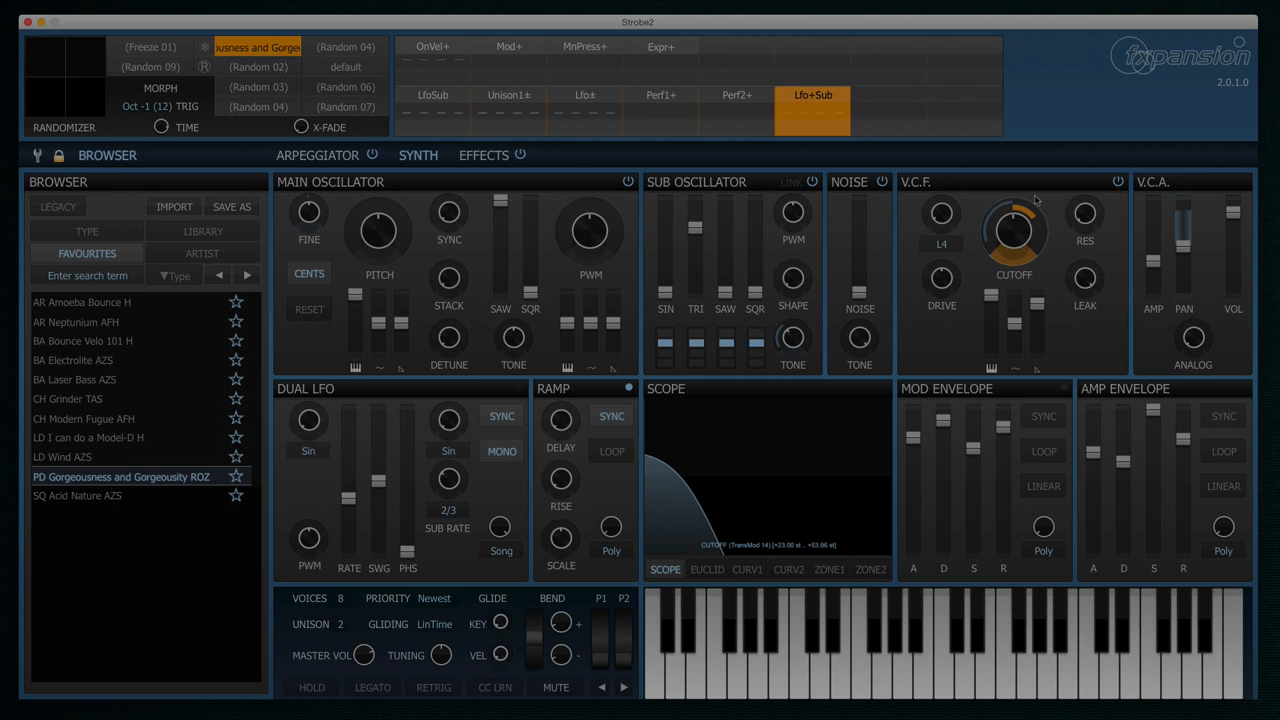 Strobe2
(Freeze 01)
ousness and Gorge
(Random 04)
(Random 09)
R
(Random 02)
default
MORPH
(Random 03)
(Random 06)
Oct -1 (12) TRIG
(Random 04)
(Random 07)
RANDOMIZER
TIME
X-FADE
OnVel+
Mod+
MnPress+
Expr+
LfoSub
Unison1±
Lfo±
Perf1+
Perf2+
Lfo+Sub
fxpansion
2.0.1.0
BROWSER
ARPEGGIATOR
SYNTH
EFFECTS
BROWSER
LEGACY
IMPORT
SAVE AS
TYPE
LIBRARY
FAVOURITES
ARTIST
Enter search term
▼Type
AR Amoeba Bounce H
AR Neptunium AFH
BA Bounce Velo 101 H
BA Electrolite AZS
BA Laser Bass AZS
CH Grinder TAS
CH Modern Fugue AFH
LD I can do a Model-D H
LD Wind AZS
PD Gorgeousness and Gorgeousity ROZ
SQ Acid Nature AZS
MAIN OSCILLATOR
FINE
PITCH
SYNC
PWM
CENTS
STACK
RESET
SAW
SQR
DETUNE
TONE
SUB OSCILLATOR
LINK
PWM
SIN
TRI
SAW
SQR
SHAPE
TONE
NOISE
NOISE
TONE
V.C.F.
L4
CUTOFF
RES
DRIVE
LEAK
V.C.A.
AMP
PAN
VOL
ANALOG
DUAL LFO
Sin
Sin
SYNC
MONO
2/3
SUB RATE
PWM
RATE
SWG
PHS
Song
RAMP
SYNC
DELAY
LOOP
RISE
SCALE
Poly
SCOPE
CUTOFF (TransMod 14) [+23.00 st .. +53.96 st]
SCOPE
EUCLID
CURV1
CURV2
ZONE1
ZONE2
MOD ENVELOPE
SYNC
LOOP
LINEAR
Poly
A
D
S
R
AMP ENVELOPE
SYNC
LOOP
LINEAR
Poly
A
D
S
R
VOICES 8
PRIORITY Newest
GLIDE
BEND
P1
P2
UNISON 2
GLIDING LinTime
KEY
+
MASTER VOL
TUNING
VEL
-
HOLD
LEGATO
RETRIG
CC LRN
MUTE